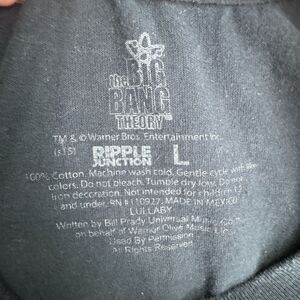 the BIG
BANG
THEORY™
TM & © Warner Bros. Entertainment Inc.
(s15)
RIPPLE
JUNCTION
L
100% Cotton. Machine wash cold. Gentle cycle with like
colors. Do not bleach. Tumble dry low. Do not
iron decoration. Not intended for children 12
and under. RN #110927. MADE IN MEXICO
LULLABY
Written by Bill Prady Universal Music Corp.
on behalf of Warner Olive Music LLC
Used By Permission
All Rights Reserved